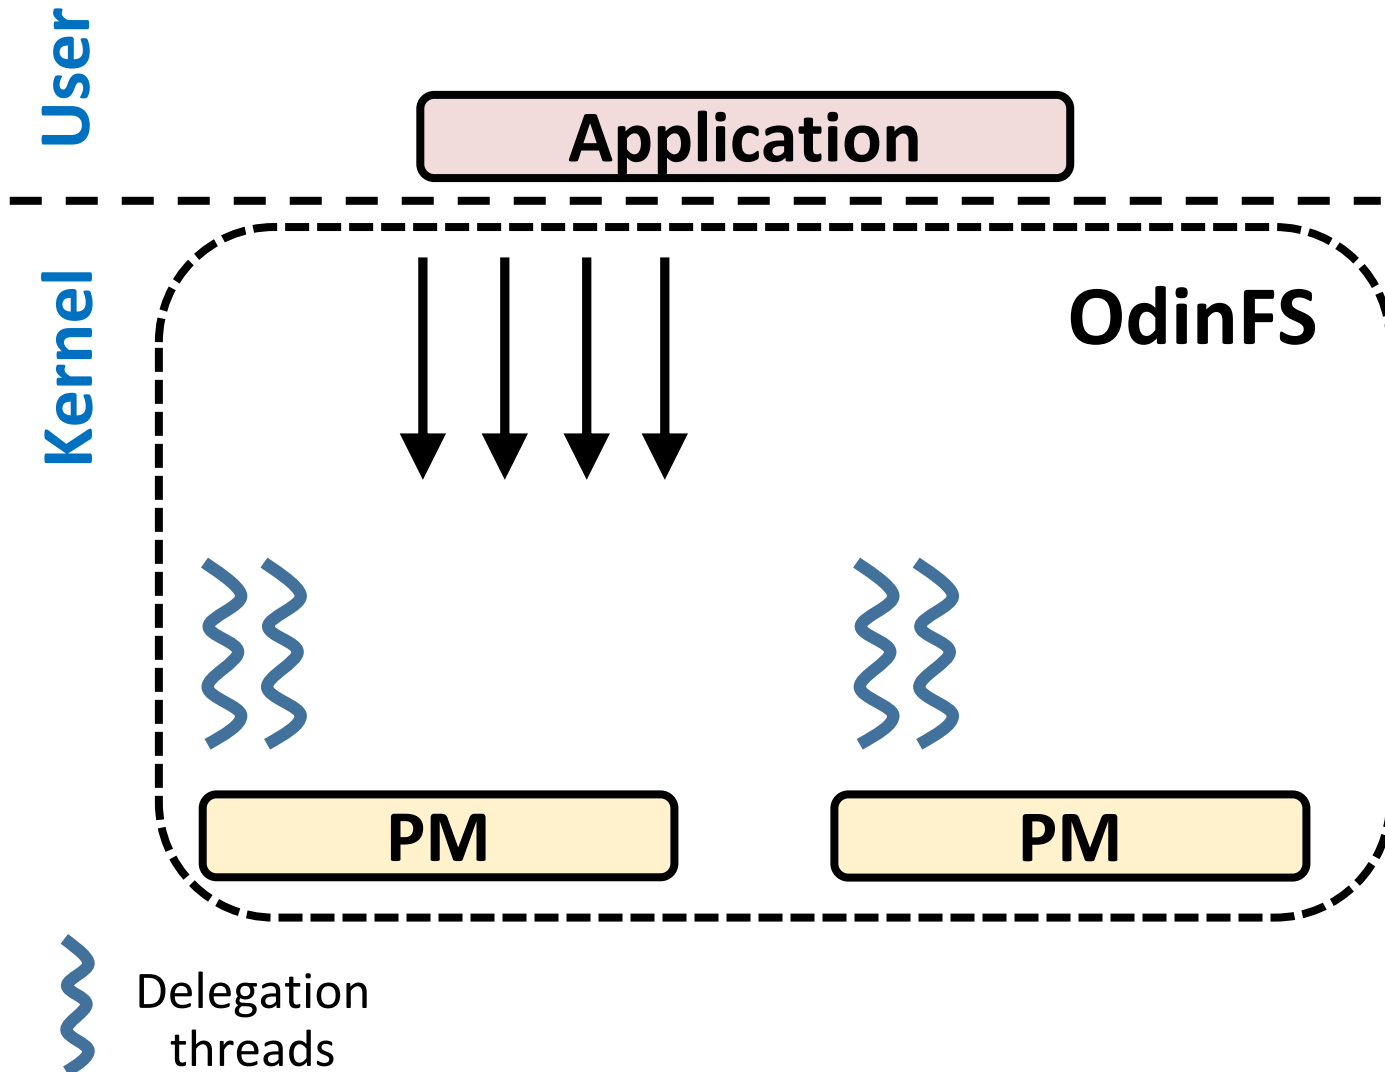 User
Application
Kernel
OdinFS
PM
PM
Delegation
threads